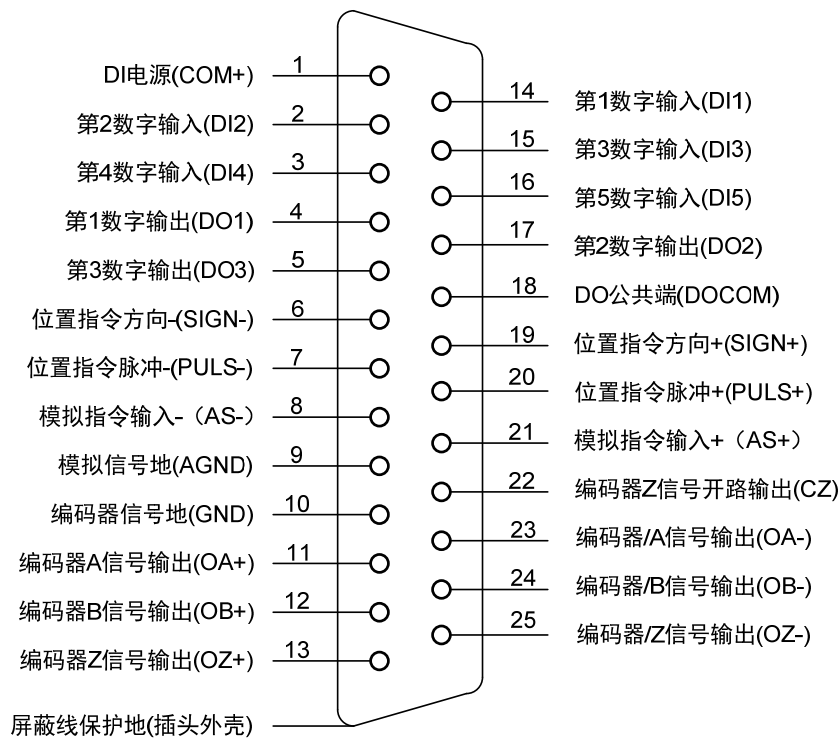 DI电源(COM+) 1
第2数字输入(DI2) 2
第4数字输入(DI4) 3
第1数字输出(DO1) 4
第3数字输出(DO3) 5
位置指令方向-(SIGN-) 6
位置指令脉冲-(PULS-) 7
模拟指令输入-（AS-） 8
模拟信号地(AGND) 9
编码器信号地(GND) 10
编码器A信号输出(OA+) 11
编码器B信号输出(OB+) 12
编码器Z信号输出(OZ+) 13
屏蔽线保护地(插头外壳)
14 第1数字输入(DI1)
15 第3数字输入(DI3)
16 第5数字输入(DI5)
17 第2数字输出(DO2)
18 DO公共端(DOCOM)
19 位置指令方向+(SIGN+)
20 位置指令脉冲+(PULS+)
21 模拟指令输入+（AS+）
22 编码器Z信号开路输出(CZ)
23 编码器/A信号输出(OA-)
24 编码器/B信号输出(OB-)
25 编码器/Z信号输出(OZ-)